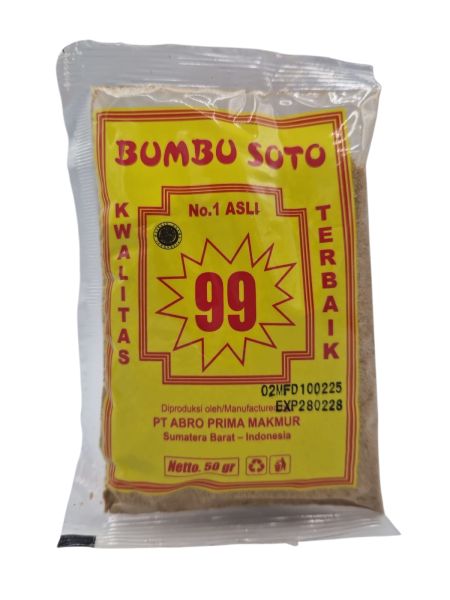 BUMBU SOTO
KWALITAS
No.1 ASLI
TERBAIK
99
02MFD100225
Diproduksi oleh/Manufactured
EXP280228
PT ABRO PRIMA MAKMUR
Sumatera Barat – Indonesia
Netto. 50 gr